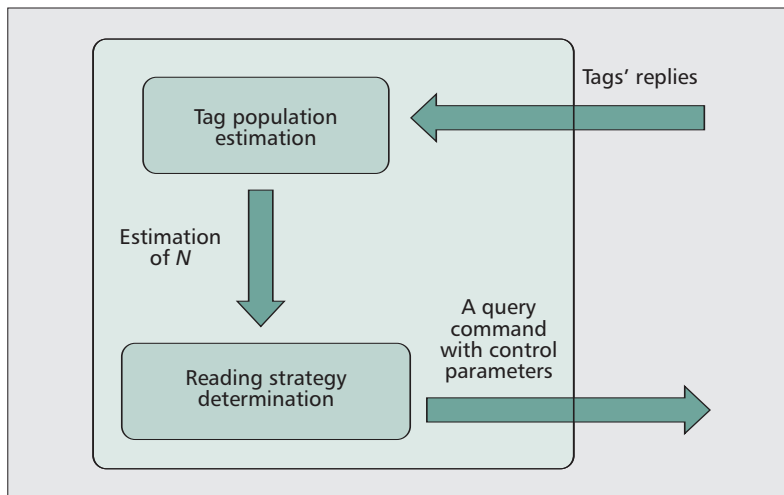 Tags' replies
Tag population
estimation
Estimation
of N
A query
command
with control
parameters
Reading strategy
determination